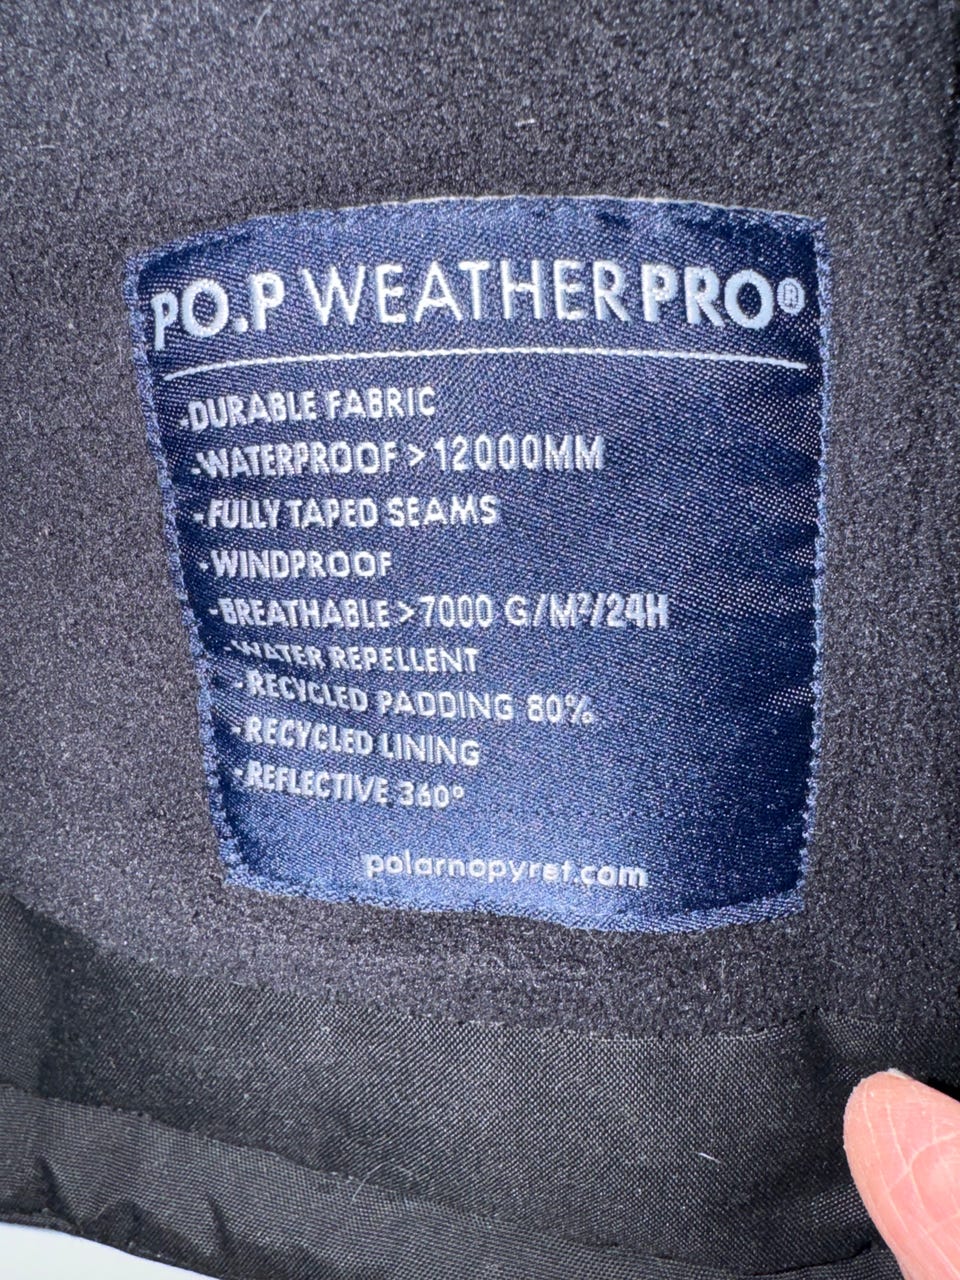 PO.P WEATHERPRO®
-DURABLE FABRIC
-WATERPROOF > 12000MM
-FULLY TAPED SEAMS
-WINDPROOF
-BREATHABLE > 7000 G/M²/24H
-WATER REPELLENT
-RECYCLED PADDING 80%
-RECYCLED LINING
-REFLECTIVE 360°
polarnopyret.com